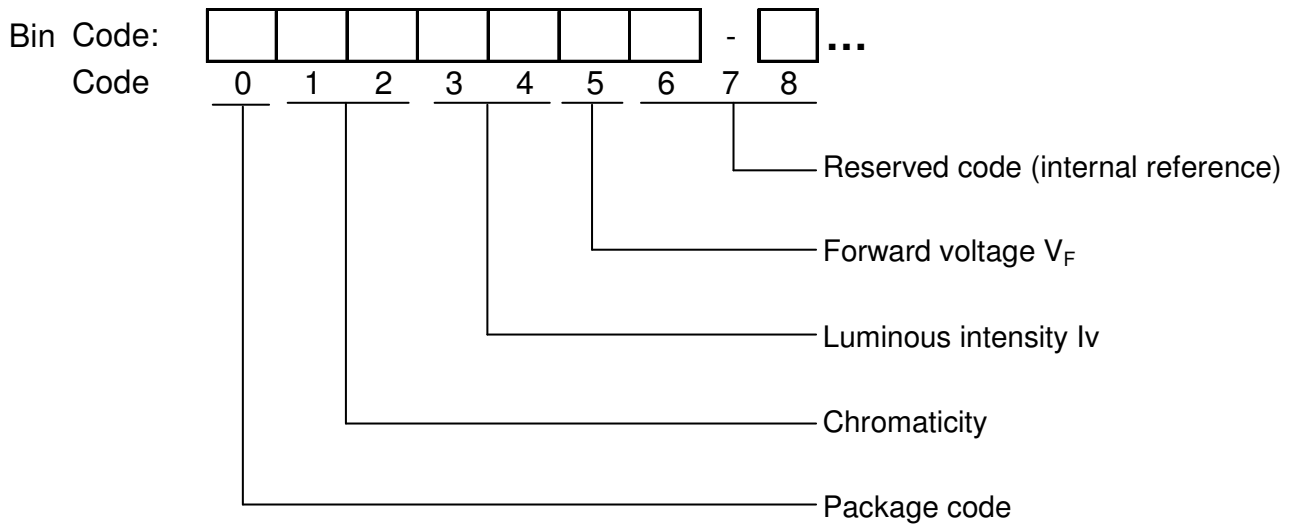 Bin Code: - ...
Code 0 1 2 3 4 5 6 7 8
Reserved code (internal reference)
Forward voltage VF
Luminous intensity Iv
Chromaticity
Package code